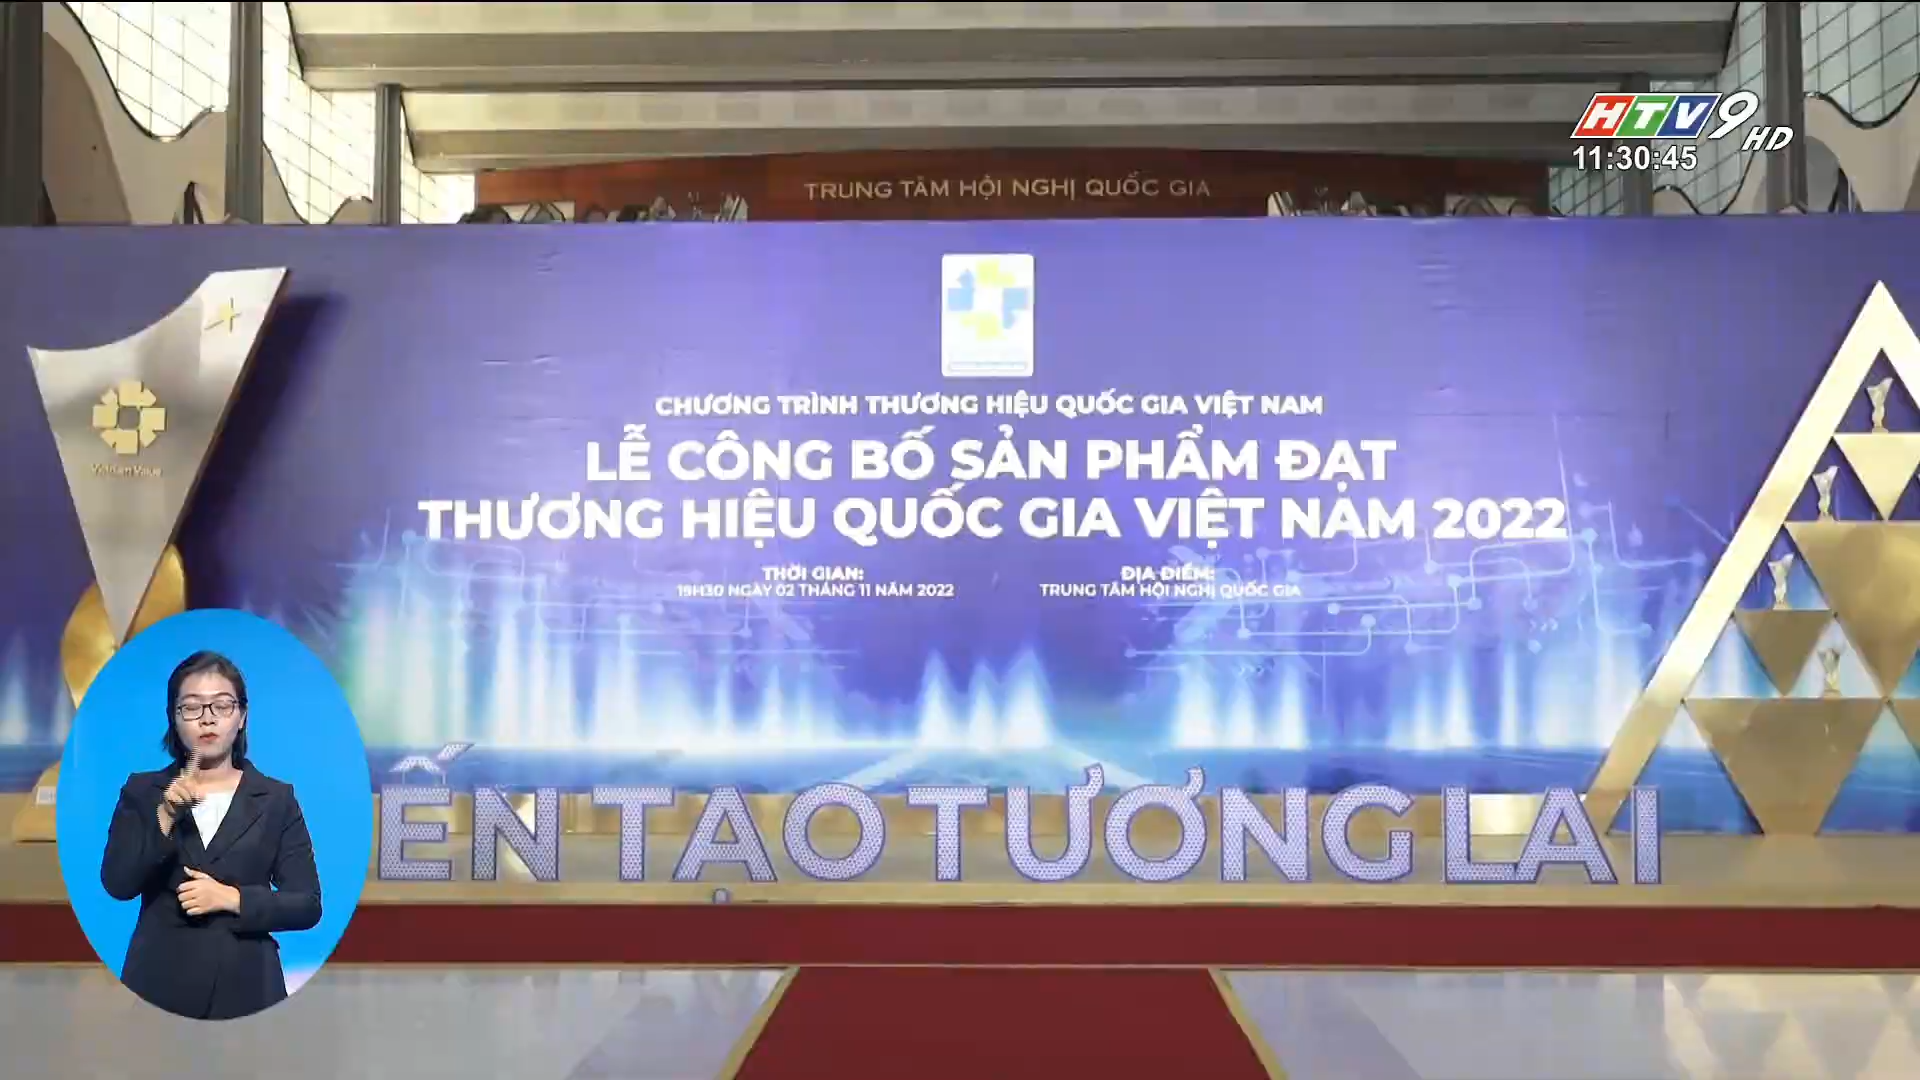 HTV9 HD
11:30:45
TRUNG TÂM HỘI NGHỊ QUỐC GIA
CHƯƠNG TRÌNH THƯƠNG HIỆU QUỐC GIA VIỆT NAM
LỄ CÔNG BỐ SẢN PHẨM ĐẠT
THƯƠNG HIỆU QUỐC GIA VIỆT NAM 2022
Vietnam Value
THỜI GIAN:
19H30 NGÀY 02 THÁNG 11 NĂM 2022
ĐỊA ĐIỂM:
TRUNG TÂM HỘI NGHỊ QUỐC GIA
ẾN TẠO TƯƠNG LAI